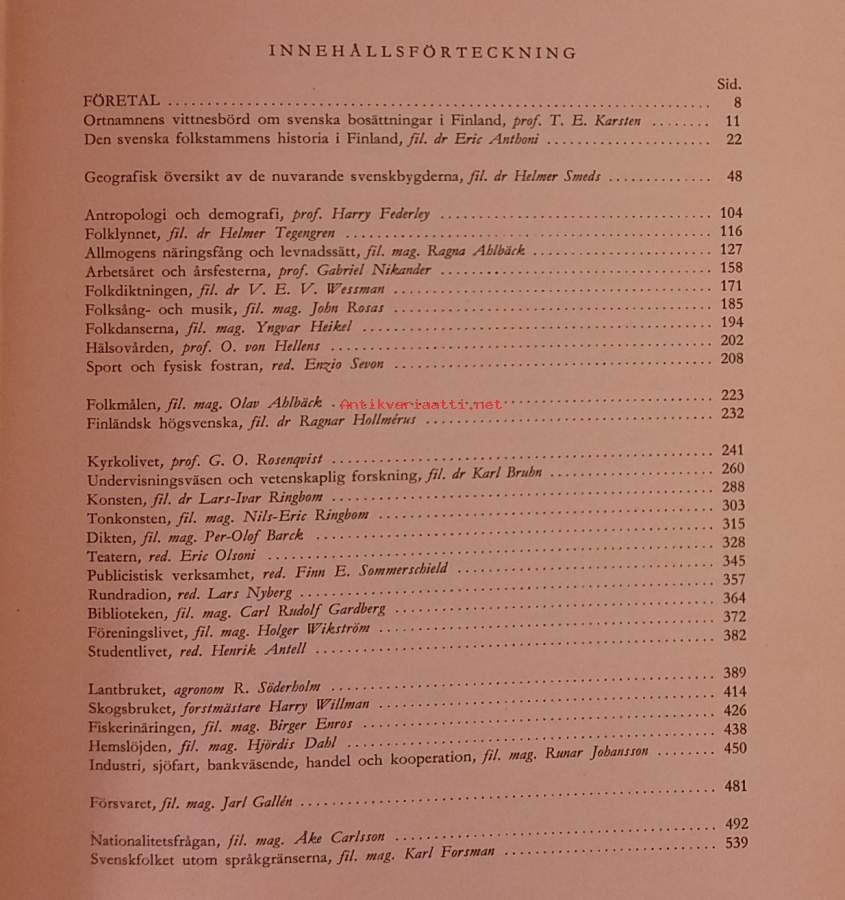 INNEHÅLLSFÖRTECKNING
Sid.
FÖRETAL 8
Ortnamnens vittnesbörd om svenska bosättningar i Finland, prof. T. E. Karsten 11
Den svenska folkstammens historia i Finland, fil. dr Eric Anthoni 22
Geografisk översikt av de nuvarande svenskbygderna, fil. dr Helmer Smeds 48
Antropologi och demografi, prof. Harry Federley 104
Folklynnet, fil. dr Helmer Tegengren 116
Allmogens näringsfång och levnadssätt, fil. mag. Ragna Ahlbäck 127
Arbetsåret och årsfesterna, prof. Gabriel Nikander 158
Folkdiktningen, fil. dr V. E. V. Wessman 171
Folksång- och musik, fil. mag. John Rosas 185
Folkdanserna, fil. mag. Yngvar Heikel 194
Hälsovården, prof. O. von Hellens 202
Sport och fysisk fostran, red. Enzio Sevon 208
Folkmålen, fil. mag. Olav Ahlbäck 223
Antikvariaatti.net
Finländsk högsvenska, fil. dr Ragnar Hollmérus 232
Kyrkolivet, prof. G. O. Rosenqvist 241
Undervisningsväsen och vetenskaplig forskning, fil. dr Karl Bruhn 260
Konsten, fil. dr Lars-Ivar Ringbom 288
Tonkonsten, fil. mag. Nils-Eric Ringbom 303
Dikten, fil. mag. Per-Olof Barck 315
Teatern, red. Eric Olsoni 328
Publicistisk verksamhet, red. Finn E. Sommerschield 345
Rundradion, red. Lars Nyberg 357
Biblioteken, fil. mag. Carl Rudolf Gardberg 364
Föreningslivet, fil. mag. Holger Wikström 372
Studentlivet, red. Henrik Antell 382
Lantbruket, agronom R. Söderholm 389
Skogsbruket, forstmästare Harry Willman 414
Fiskerinäringen, fil. mag. Birger Enros 426
Hemslöjden, fil. mag. Hjördis Dahl 438
Industri, sjöfart, bankväsende, handel och kooperation, fil. mag. Runar Johansson 450
Försvaret, fil. mag. Jarl Gallén 481
Nationalitetsfrågan, fil. mag. Åke Carlsson 492
Svenskfolket utom språkgränserna, fil. mag. Karl Forsman 539